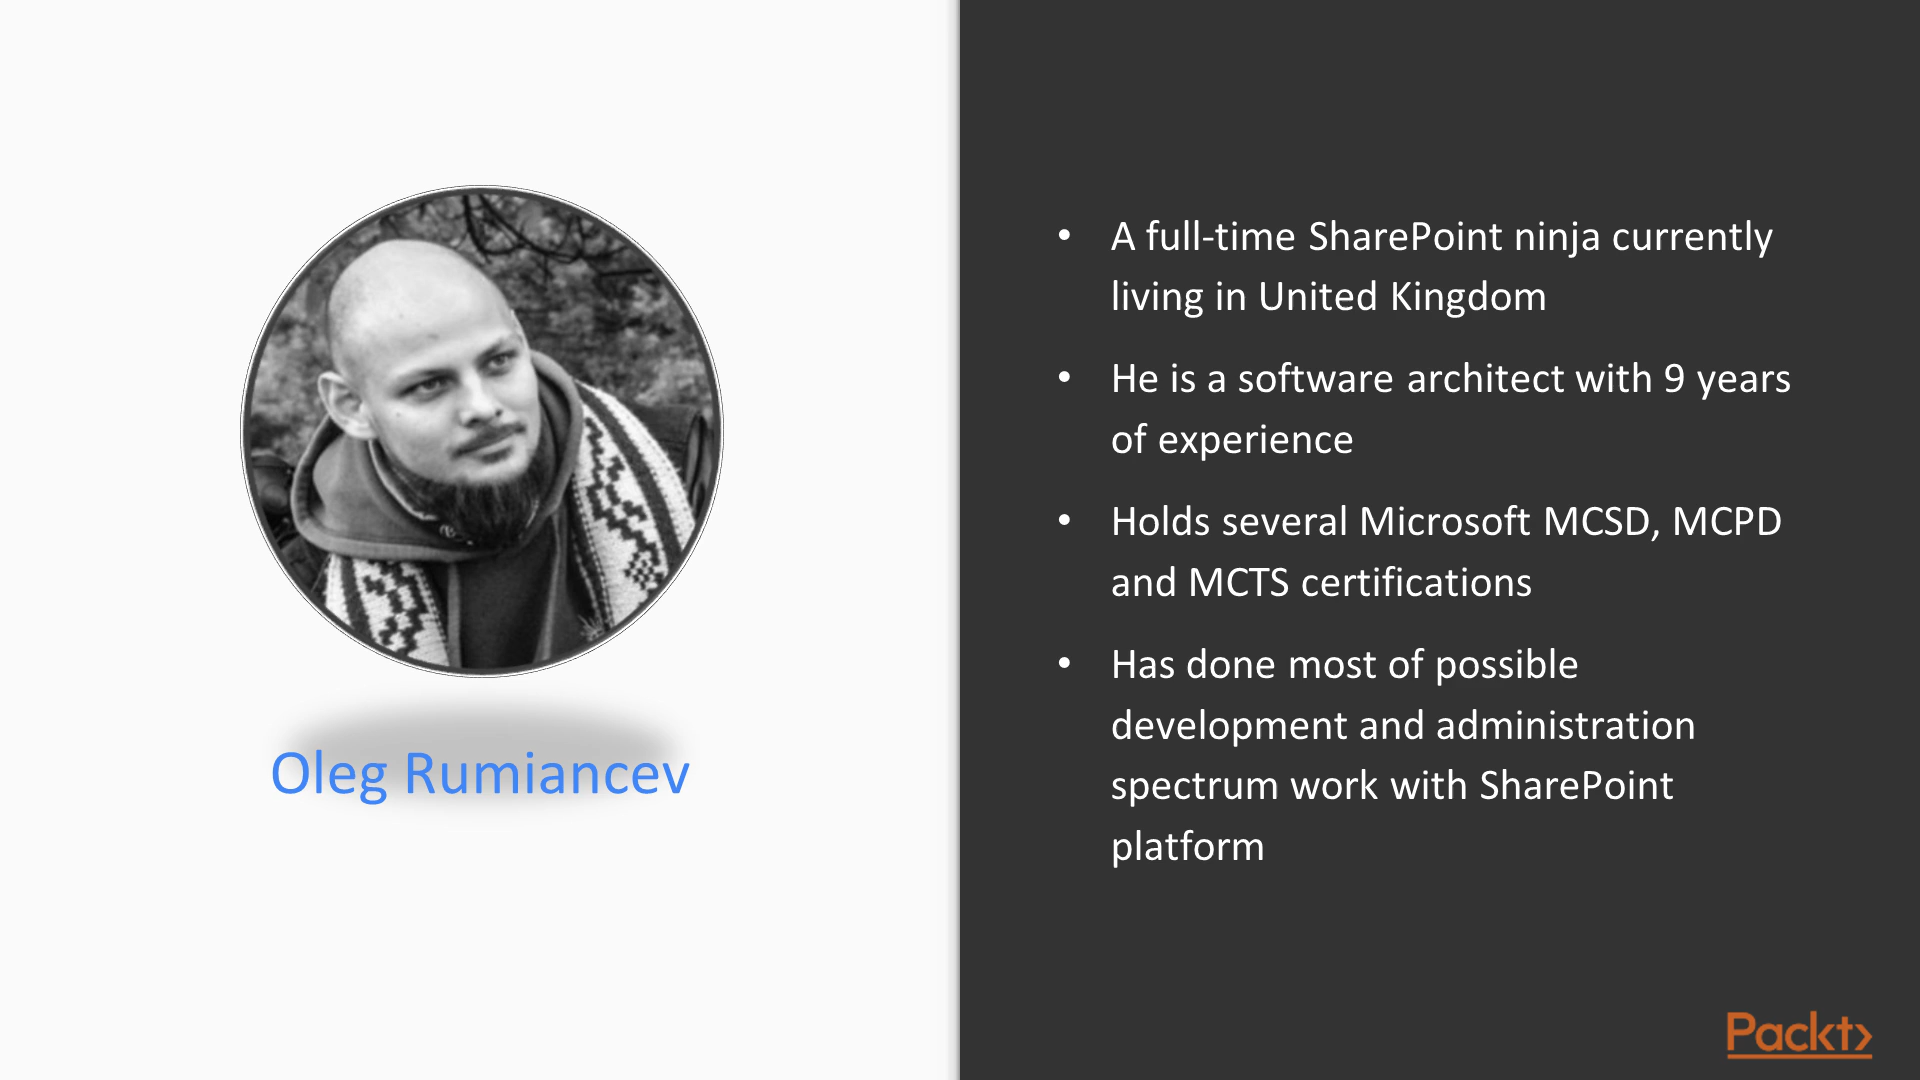 Oleg Rumiancev
• A full-time SharePoint ninja currently
living in United Kingdom
• He is a software architect with 9 years
of experience
• Holds several Microsoft MCSD, MCPD
and MCTS certifications
• Has done most of possible
development and administration
spectrum work with SharePoint
platform
Packt>